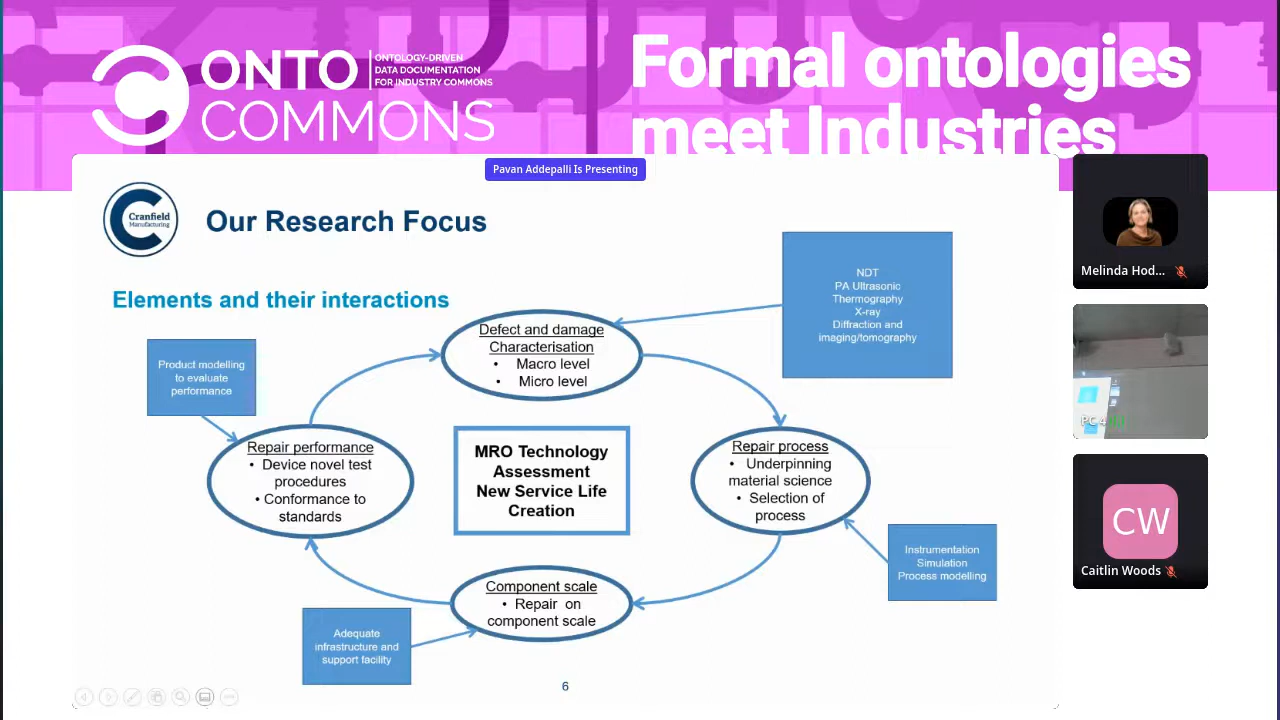 ONTO
COMMONS
ONTOLOGY-DRIVEN
DATA DOCUMENTATION
FOR INDUSTRY COMMONS
Formal ontologies
meet Industries
Pavan Addepalli Is Presenting
Cranfield
Manufacturing
Our Research Focus
Elements and their interactions
NDT
PA Ultrasonic
Thermography
X-ray
Diffraction and
imaging/tomography
Defect and damage
Characterisation
• Macro level
• Micro level
Product modelling
to evaluate
performance
Repair performance
• Device novel test
procedures
• Conformance to
standards
MRO Technology
Assessment
New Service Life
Creation
Repair process
• Underpinning
material science
• Selection of
process
Instrumentation
Simulation
Process modelling
Component scale
• Repair on
component scale
Adequate
infrastructure and
support facility
6
Melinda Hod...
PC 4
CW
Caitlin Woods